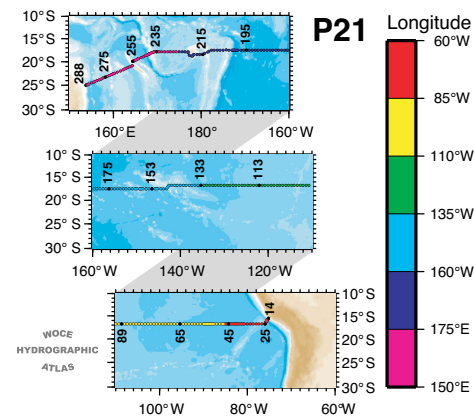 P21
Longitude
10°S
15°S
20°S
25°S
30°S
288
275
255
235
215
195
160°E
180°
160°W
10°S
15°S
20°S
25°S
30°S
175
153
133
113
160°W
140°W
120°W
10°S
15°S
20°S
25°S
30°S
89
65
45
25
14
100°W
80°W
60°W
60°W
85°W
110°W
135°W
160°W
175°E
150°E
WOCE
HYDROGRAPHIC
ATLAS